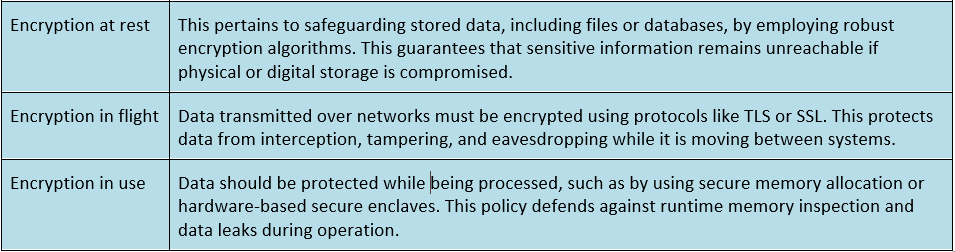 Encryption at rest
This pertains to safeguarding stored data, including files or databases, by employing robust
encryption algorithms. This guarantees that sensitive information remains unreachable if
physical or digital storage is compromised.
Encryption in flight
Data transmitted over networks must be encrypted using protocols like TLS or SSL. This protects
data from interception, tampering, and eavesdropping while it is moving between systems.
Encryption in use
Data should be protected while being processed, such as by using secure memory allocation or
hardware-based secure enclaves. This policy defends against runtime memory inspection and
data leaks during operation.